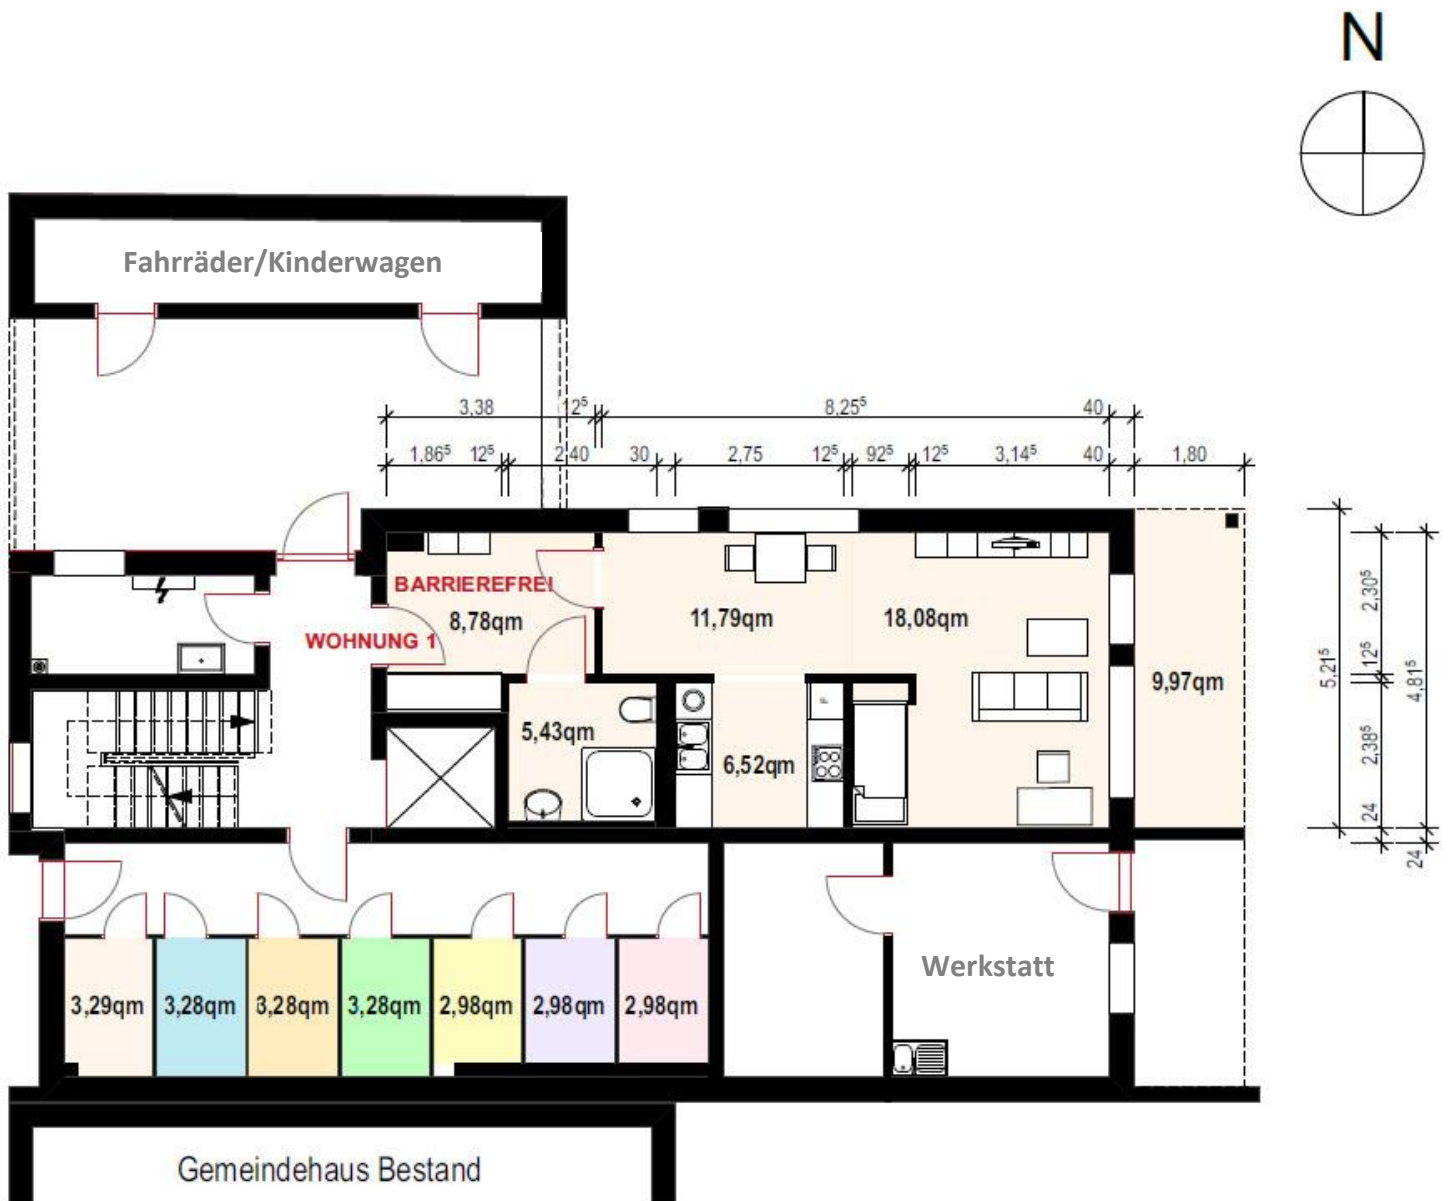 N
Fahrräder/Kinderwagen
3,38 12⁵ 8,25⁵ 40
1,86⁵ 12⁵ 2,40 30 2,75 12⁵ 92⁵ 12⁵ 3,14⁵ 40 1,80
BARRIEREFREI
8,78qm
11,79qm
18,08qm
WOHNUNG 1
9,97qm
5,43qm
6,52qm
5,21⁵
2,30⁵
12⁵
2,38⁵
24
4,81⁵
24
3,29qm 3,28qm 3,28qm 3,28qm 2,98qm 2,98qm 2,98qm
Werkstatt
Gemeindehaus Bestand